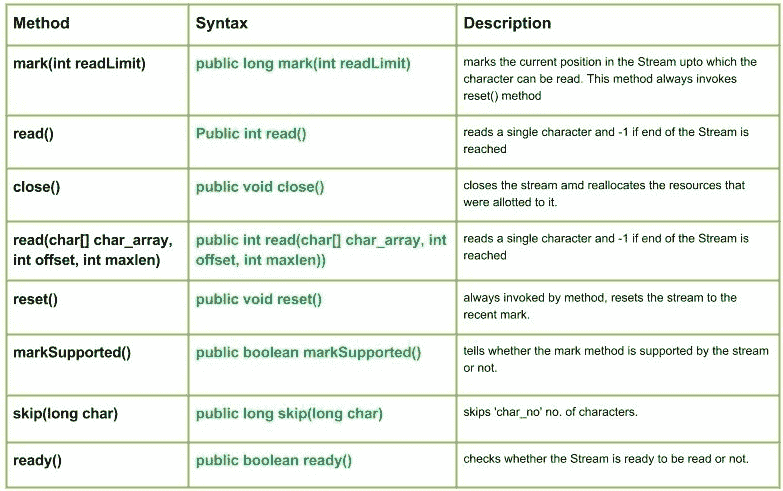 Method Syntax Description
mark(int readLimit) public long mark(int readLimit) marks the current position in the Stream upto which the
character can be read. This method always invokes
reset() method
read() Public int read() reads a single character and -1 if end of the Stream is
reached
close() public void close() closes the stream amd reallocates the resources that
were allotted to it.
read(char[] char_array,
int offset, int maxlen)
public int read(char[] char_array, int
offset, int maxlen))
reads a single character and -1 if end of the Stream is
reached
reset() public void reset() always invoked by method, resets the stream to the
recent mark.
markSupported() public boolean markSupported() tells whether the mark method is supported by the stream
or not.
skip(long char) public long skip(long char) skips 'char_no' no. of characters.
ready() public boolean ready() checks whether the Stream is ready to be read or not.